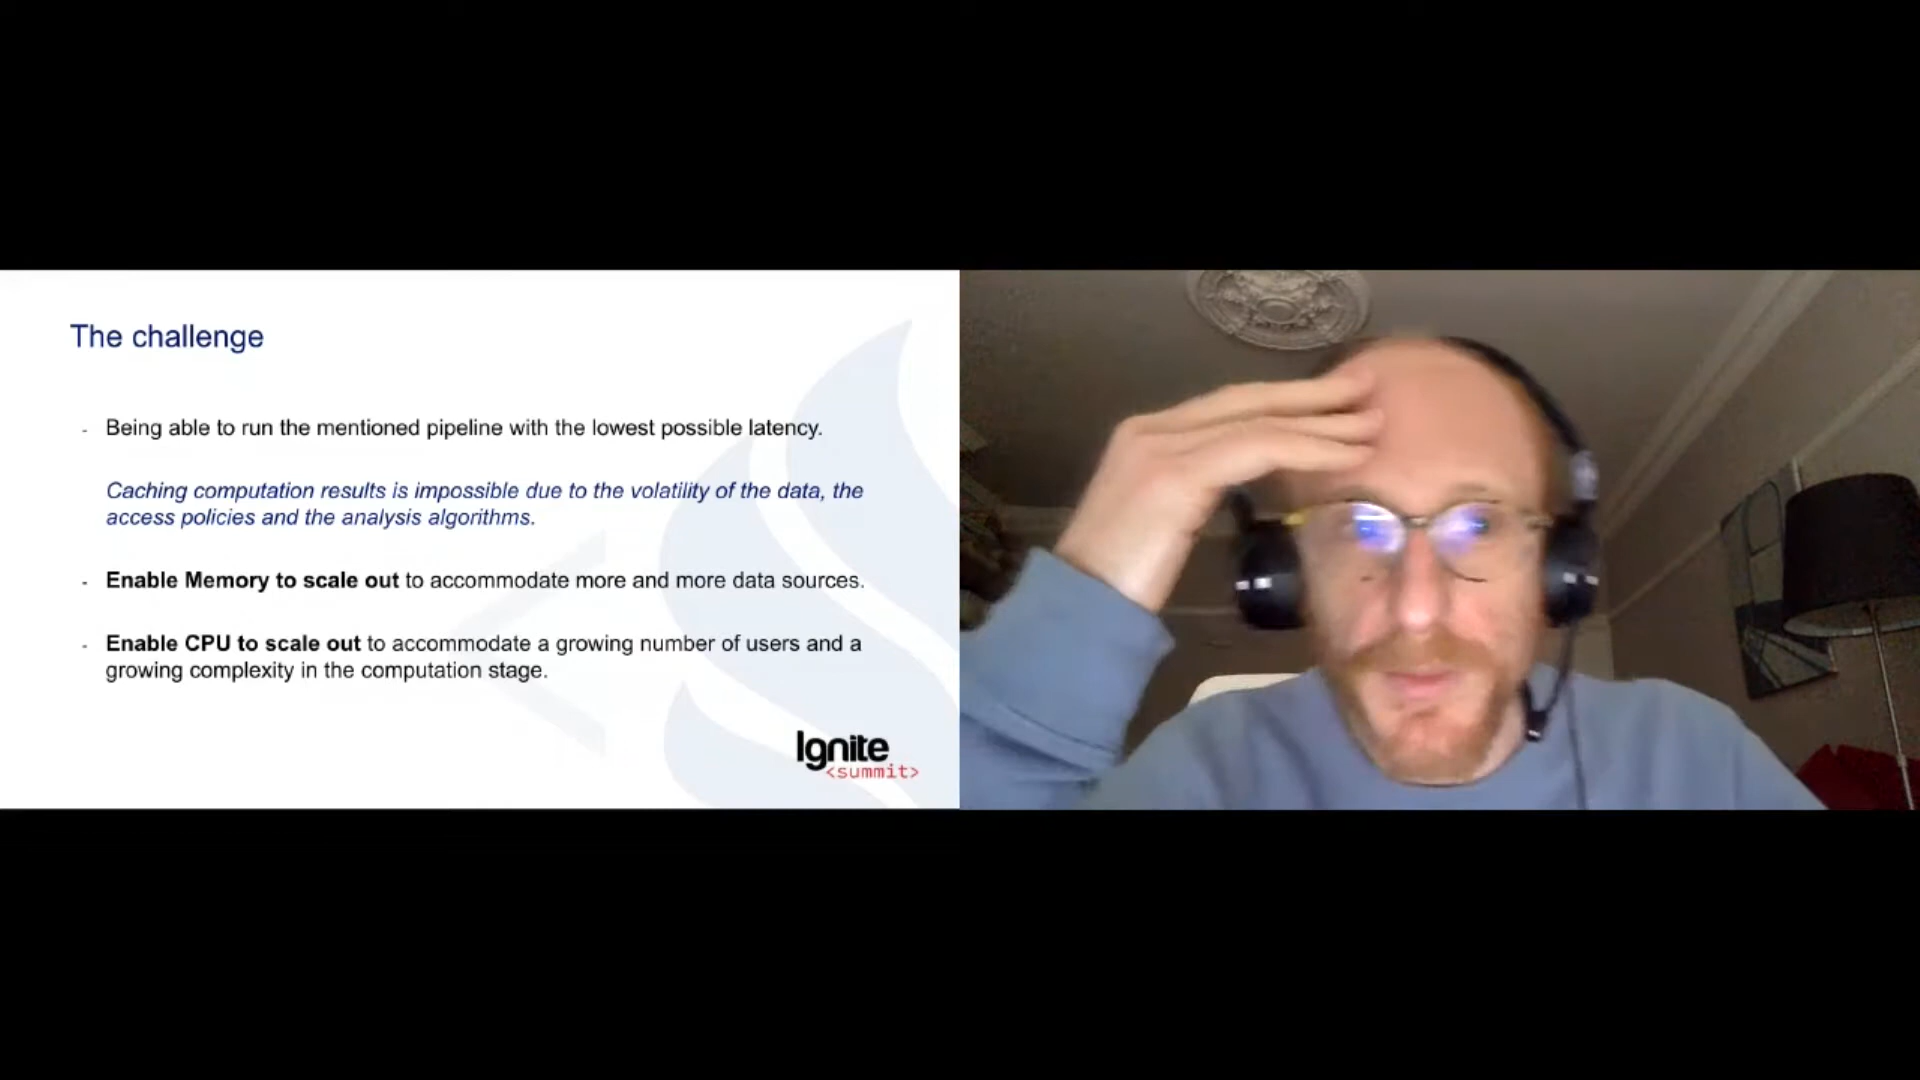 The challenge
- Being able to run the mentioned pipeline with the lowest possible latency.
Caching computation results is impossible due to the volatility of the data, the
access policies and the analysis algorithms.
- Enable Memory to scale out to accommodate more and more data sources.
- Enable CPU to scale out to accommodate a growing number of users and a
growing complexity in the computation stage.
Ignite
<summit>